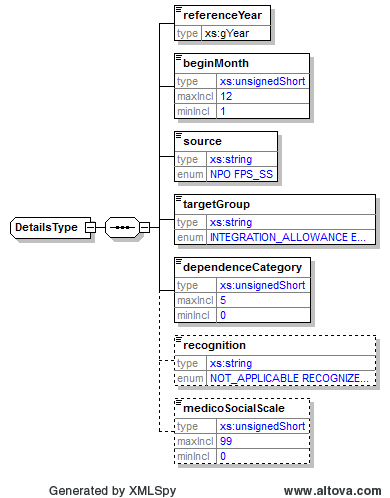 referenceYear
type xs:gYear
beginMonth
type xs:unsignedShort
maxIncl 12
minIncl 1
source
type xs:string
enum NPO FPS_SS
targetGroup
type xs:string
enum INTEGRATION_ALLOWANCE E...
DetailsType
dependenceCategory
type xs:unsignedShort
maxIncl 5
minIncl 0
recognition
type xs:string
enum NOT_APPLICABLE RECOGNIZE...
medicoSocialScale
type xs:unsignedShort
maxIncl 99
minIncl 0
Generated by XMLSpy www.altova.com